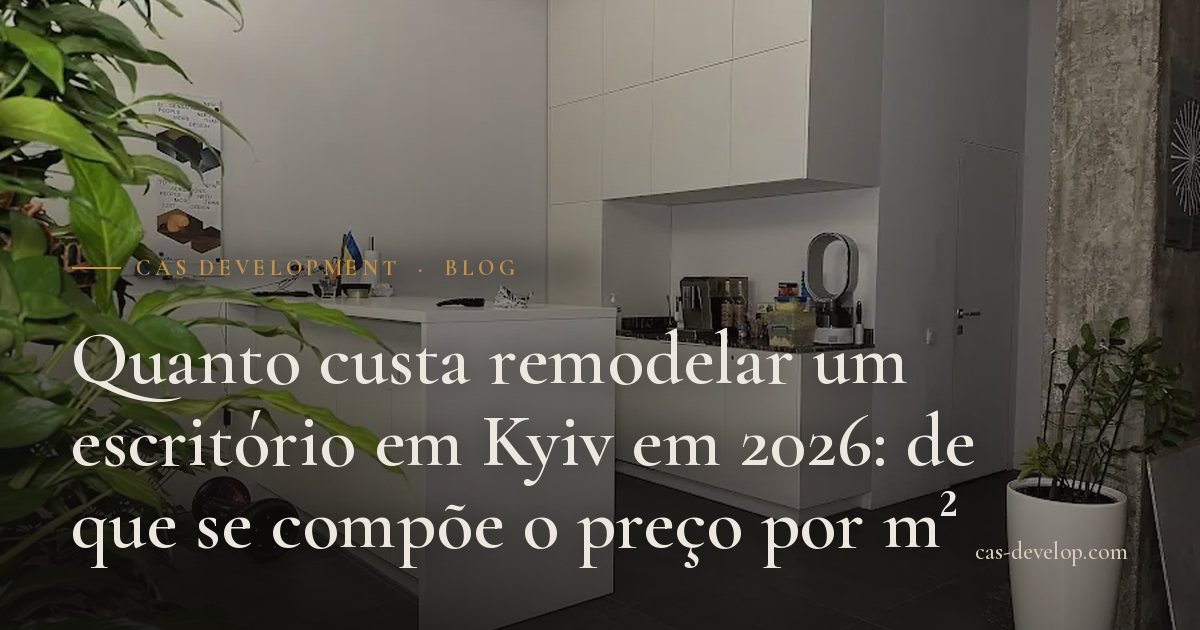 CAS DEVELOPMENT · BLOG
Quanto custa remodelar um
escritório em Kyiv em 2026: de
que se compõe o preço por m²
cas-develop.com